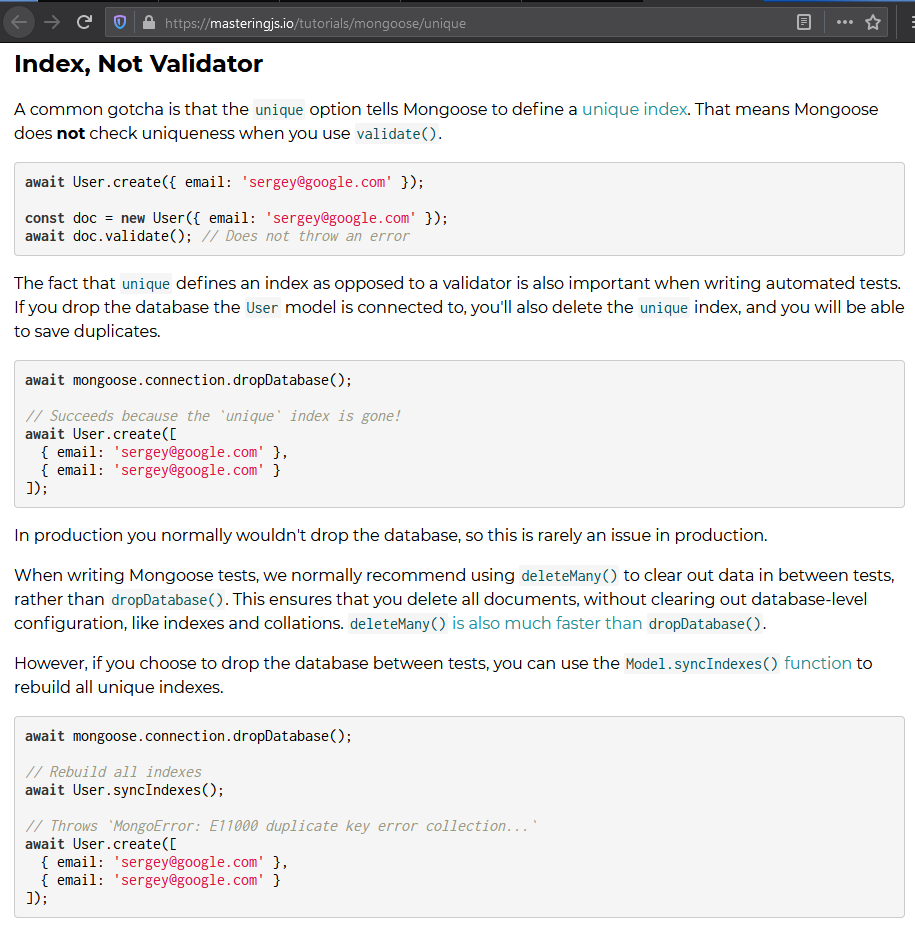 https://masteringjs.io/tutorials/mongoose/unique
Index, Not Validator
A common gotcha is that the unique option tells Mongoose to define a unique index. That means Mongoose
does not check uniqueness when you use validate().
await User.create({ email: 'sergey@google.com' });
const doc = new User({ email: 'sergey@google.com' });
await doc.validate(); // Does not throw an error
The fact that unique defines an index as opposed to a validator is also important when writing automated tests.
If you drop the database the User model is connected to, you'll also delete the unique index, and you will be able
to save duplicates.
await mongoose.connection.dropDatabase();
// Succeeds because the `unique` index is gone!
await User.create([
  { email: 'sergey@google.com' },
  { email: 'sergey@google.com' }
]);
In production you normally wouldn't drop the database, so this is rarely an issue in production.
When writing Mongoose tests, we normally recommend using deleteMany() to clear out data in between tests,
rather than dropDatabase(). This ensures that you delete all documents, without clearing out database-level
configuration, like indexes and collations. deleteMany() is also much faster than dropDatabase().
However, if you choose to drop the database between tests, you can use the Model.syncIndexes() function to
rebuild all unique indexes.
await mongoose.connection.dropDatabase();
// Rebuild all indexes
await User.syncIndexes();
// Throws `MongoError: E11000 duplicate key error collection...`
await User.create([
  { email: 'sergey@google.com' },
  { email: 'sergey@google.com' }
]);